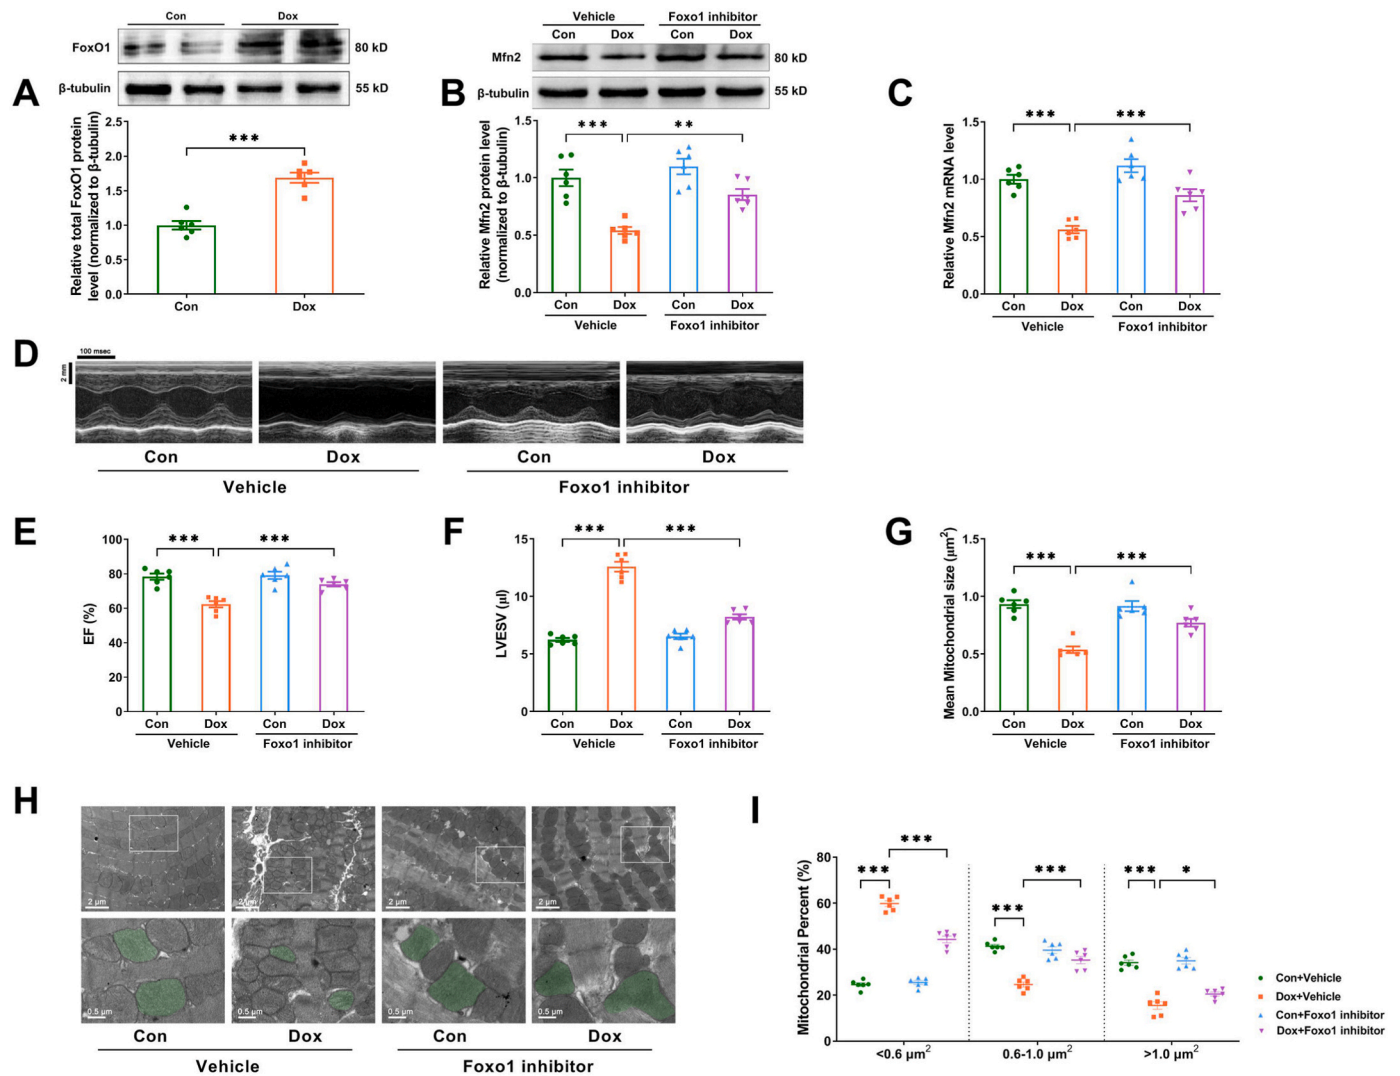 A
Con Dox
FoxO1 80 kD
β-tubulin 55 kD
Relative total FoxO1 protein
level (normalized to β-tubulin)
2.5
2.0
1.5
1.0
0.5
0.0
***
Con Dox
B
Vehicle Foxo1 inhibitor
Con Dox Con Dox
Mfn2 80 kD
β-tubulin 55 kD
Relative Mfn2 protein level
(normalized to β-tubulin)
1.5
1.0
0.5
0.0
*** **
Con Dox Con Dox
Vehicle Foxo1 inhibitor
C
Relative Mfn2 mRNA level
1.5
1.0
0.5
0.0
*** ***
Con Dox Con Dox
Vehicle Foxo1 inhibitor
D
100 msec
2 mm
Con Dox Con Dox
Vehicle Foxo1 inhibitor
E
EF (%)
100
80
60
40
20
0
*** ***
Con Dox Con Dox
Vehicle Foxo1 inhibitor
F
LVESV (μl)
15
10
5
0
*** ***
Con Dox Con Dox
Vehicle Foxo1 inhibitor
G
Mean Mitochondrial size (μm²)
1.5
1.0
0.5
0.0
*** ***
Con Dox Con Dox
Vehicle Foxo1 inhibitor
H
2 μm 2 μm 2 μm 2 μm
0.5 μm 0.5 μm 0.5 μm 0.5 μm
Con Dox Con Dox
Vehicle Foxo1 inhibitor
I
Mitochondrial Percent (%)
80
60
40
20
0
*** ***
*** ***
*** *
<0.6 μm² 0.6-1.0 μm² >1.0 μm²
Con+Vehicle
Dox+Vehicle
Con+Foxo1 inhibitor
Dox+Foxo1 inhibitor